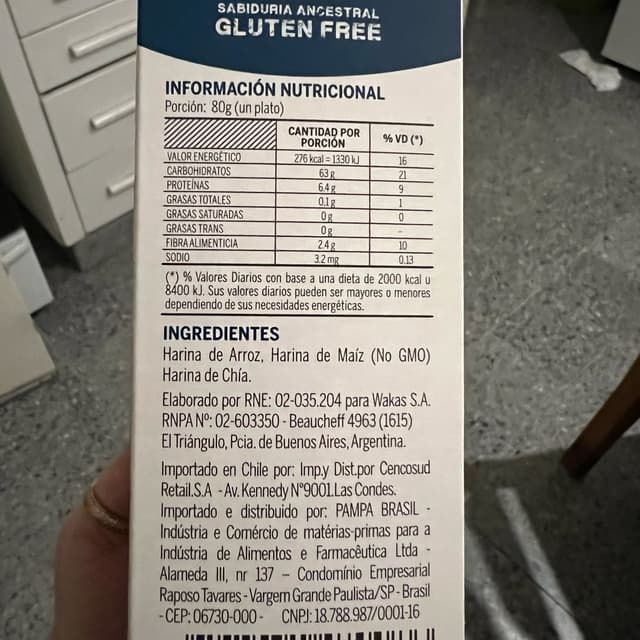 SABIDURIA ANCESTRAL
GLUTEN FREE
INFORMACIÓN NUTRICIONAL
Porción: 80g (un plato)
CANTIDAD POR PORCIÓN % VD (*)
VALOR ENERGÉTICO 276 kcal = 1330 kJ 16
CARBOHIDRATOS 63 g 21
PROTEÍNAS 6.4 g 9
GRASAS TOTALES 0.1 g 1
GRASAS SATURADAS 0 g 0
GRASAS TRANS 0 g -
FIBRA ALIMENTICIA 2.4 g 10
SODIO 3.2 mg 0.13
(*) % Valores Diarios con base a una dieta de 2000 kcal u
8400 kJ. Sus valores diarios pueden ser mayores o menores
dependiendo de sus necesidades energéticas.
INGREDIENTES
Harina de Arroz, Harina de Maíz (No GMO)
Harina de Chía.
Elaborado por RNE: 02-035.204 para Wakas S.A.
RNPA Nº: 02-603350 - Beaucheff 4963 (1615)
El Triángulo, Pcia. de Buenos Aires, Argentina.
Importado en Chile por: Imp.y Dist.por Cencosud
Retail.S.A - Av. Kennedy N°9001.Las Condes.
Importado e distribuido por: PAMPA BRASIL -
Indústria e Comércio de matérias-primas para a
Indústria de Alimentos e Farmacêutica Ltda -
Alameda III, nr 137 - Condomínio Empresarial
Raposo Tavares - Vargem Grande Paulista/SP - Brasil
- CEP: 06730-000 - CNPJ: 18.788.987/0001-16